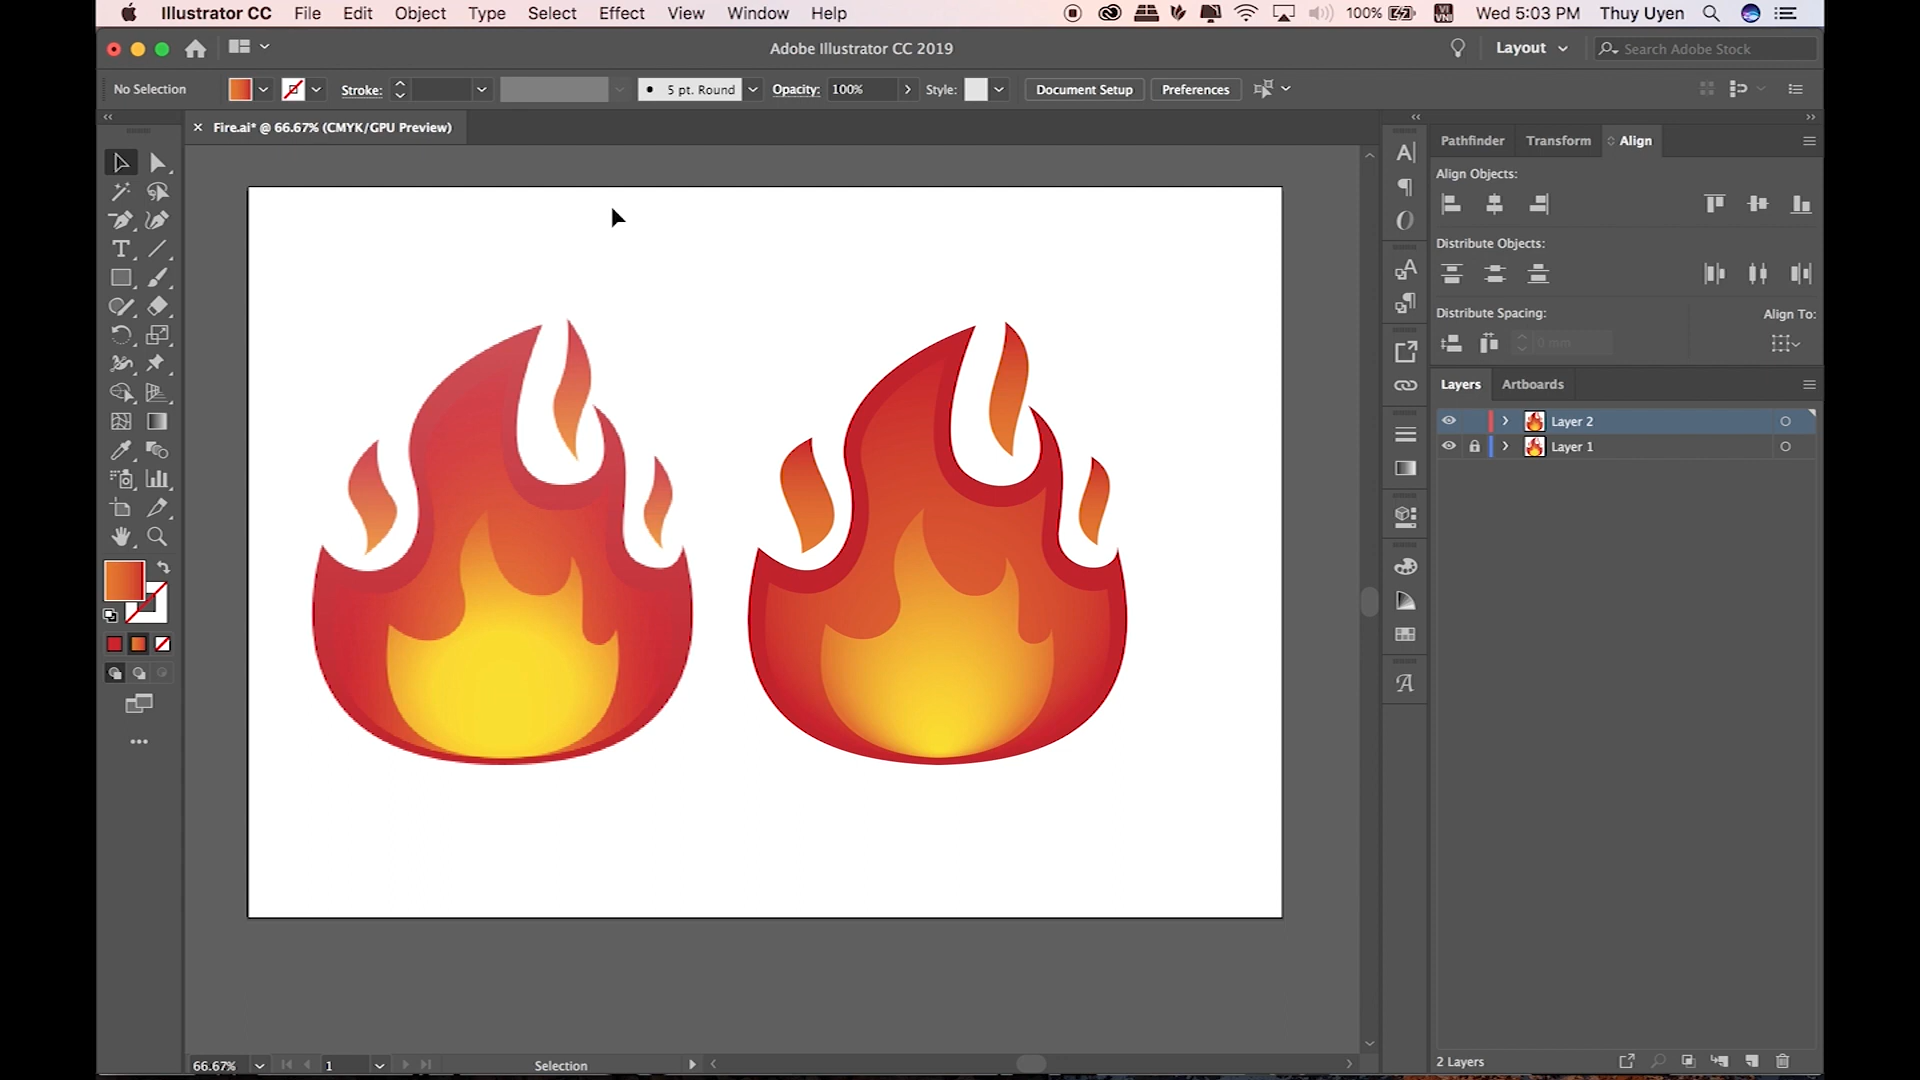 Illustrator CC File Edit Object Type Select Effect View Window Help 100% VI VNI Wed 5:03 PM Thuy Uyen
Adobe Illustrator CC 2019 Layout Search Adobe Stock
No Selection Stroke: 5 pt. Round Opacity: 100% Style: Document Setup Preferences
Fire.ai* @ 66.67% (CMYK/GPU Preview)
Pathfinder Transform Align
Align Objects:
Distribute Objects:
Distribute Spacing: Align To:
0 mm
Layers Artboards
Layer 2
Layer 1
66.67% 1 Selection 2 Layers